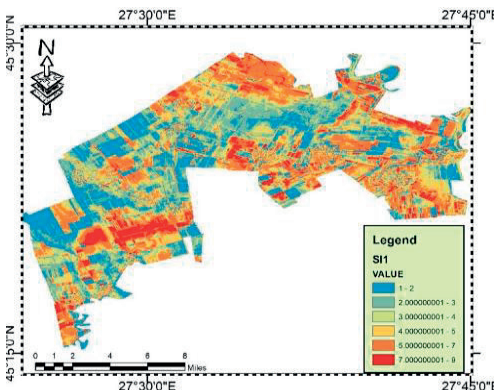 27°30'0"E 27°45'0"E
45°30'0"N
N
Legend
SI1
VALUE
1 - 2
2.000000001 - 3
3.000000001 - 4
4.000000001 - 5
5.000000001 - 7
7.000000001 - 9
45°15'0"N
0 1 2 4 6 8
Miles
27°30'0"E 27°45'0"E